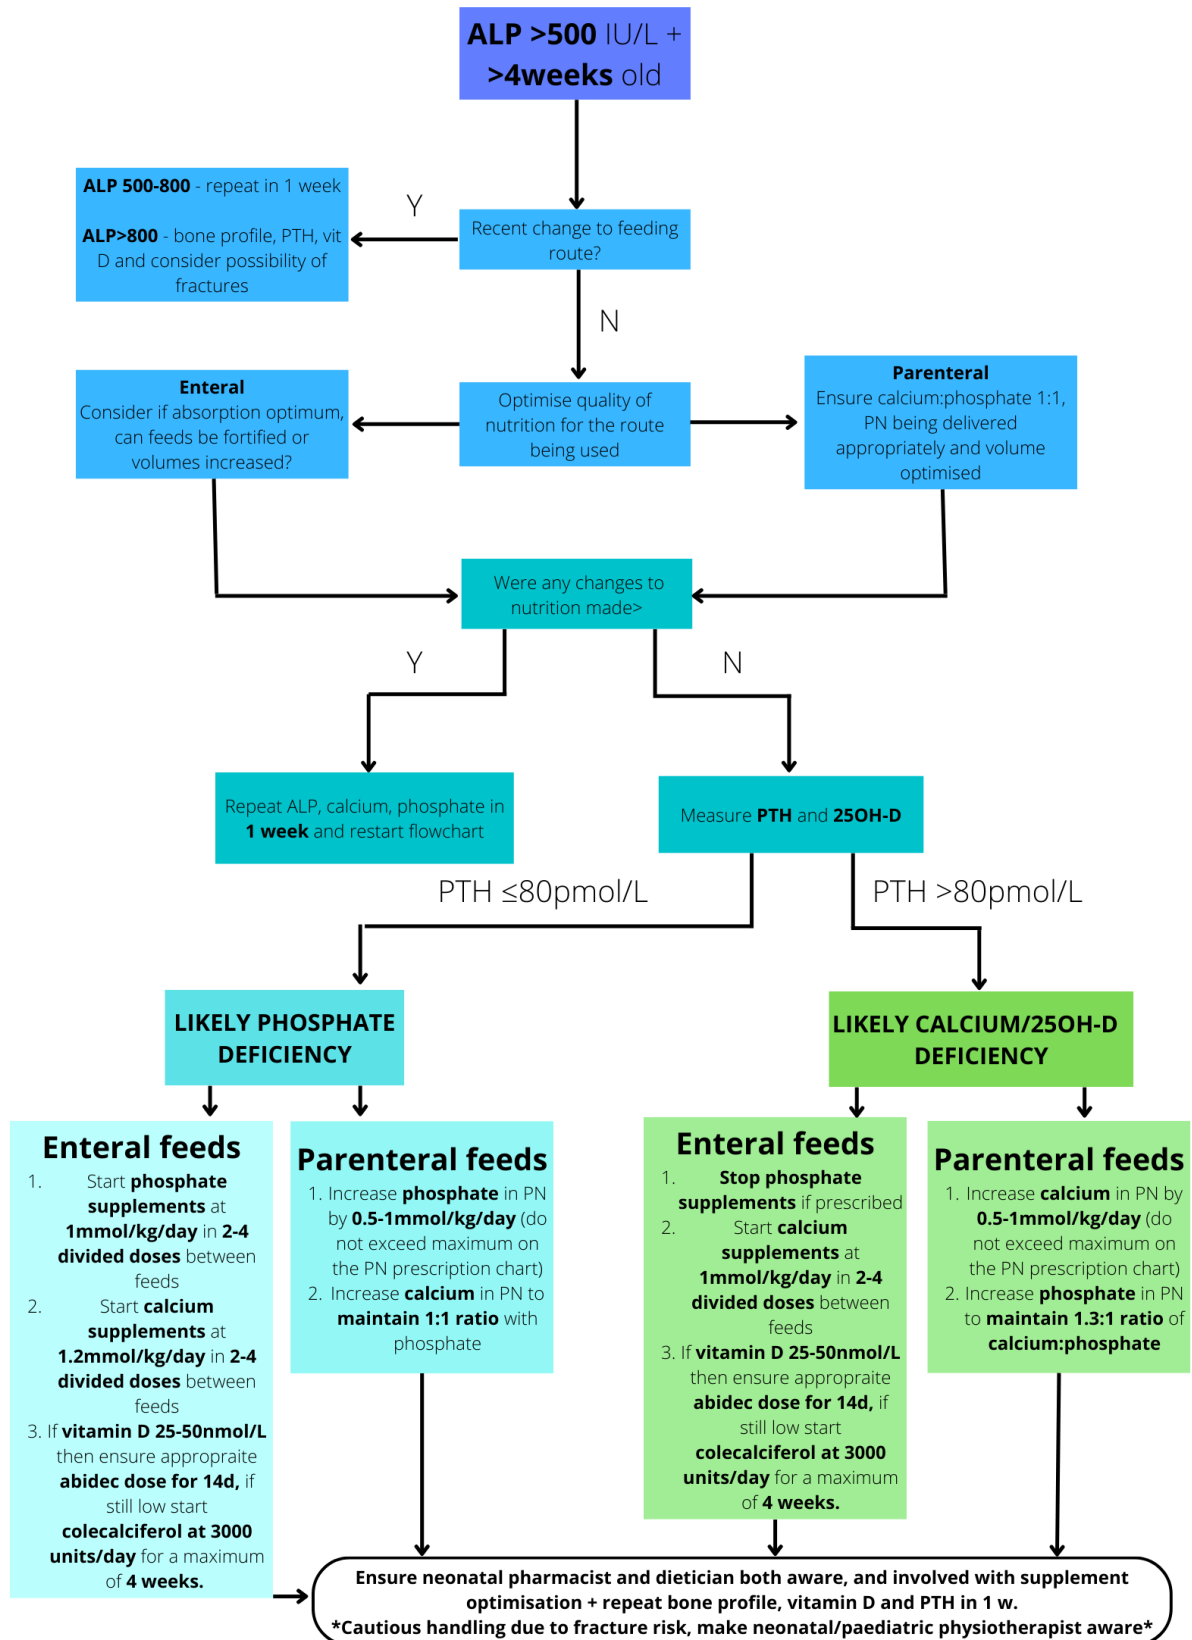 ALP >500 IU/L +
>4weeks old
ALP 500-800 - repeat in 1 week
ALP>800 - bone profile, PTH, vit
D and consider possibility of
fractures
Y
Recent change to feeding
route?
N
Enteral
Consider if absorption optimum,
can feeds be fortified or
volumes increased?
Optimise quality of
nutrition for the route
being used
Parenteral
Ensure calcium:phosphate 1:1,
PN being delivered
appropriately and volume
optimised
Were any changes to
nutrition made>
Y
N
Repeat ALP, calcium, phosphate in
1 week and restart flowchart
Measure PTH and 25OH-D
PTH ≤80pmol/L
PTH >80pmol/L
LIKELY PHOSPHATE
DEFICIENCY
LIKELY CALCIUM/25OH-D
DEFICIENCY
Enteral feeds
1. Start phosphate
supplements at
1mmol/kg/day in 2-4
divided doses between
feeds
2. Start calcium
supplements at
1.2mmol/kg/day in 2-4
divided doses between
feeds
3. If vitamin D 25-50nmol/L
then ensure appropraite
abidec dose for 14d, if
still low start
colecalciferol at 3000
units/day for a maximum
of 4 weeks.
Parenteral feeds
1. Increase phosphate in PN
by 0.5-1mmol/kg/day (do
not exceed maximum on
the PN prescription chart)
2. Increase calcium in PN to
maintain 1:1 ratio with
phosphate
Enteral feeds
1. Stop phosphate
supplements if prescribed
2. Start calcium
supplements at
1mmol/kg/day in 2-4
divided doses between
feeds
3. If vitamin D 25-50nmol/L
then ensure appropraite
abidec dose for 14d, if
still low start
colecalciferol at 3000
units/day for a maximum
of 4 weeks.
Parenteral feeds
1. Increase calcium in PN by
0.5-1mmol/kg/day (do
not exceed maximum on
the PN prescription chart)
2. Increase phosphate in PN
to maintain 1.3:1 ratio of
calcium:phosphate
Ensure neonatal pharmacist and dietician both aware, and involved with supplement
optimisation + repeat bone profile, vitamin D and PTH in 1 w.
*Cautious handling due to fracture risk, make neonatal/paediatric physiotherapist aware*